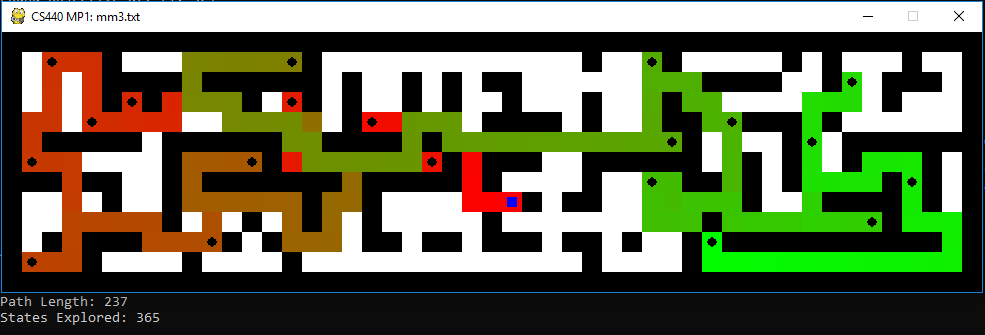 CS440 MP1: mm3.txt
Path Length: 237
States Explored: 365